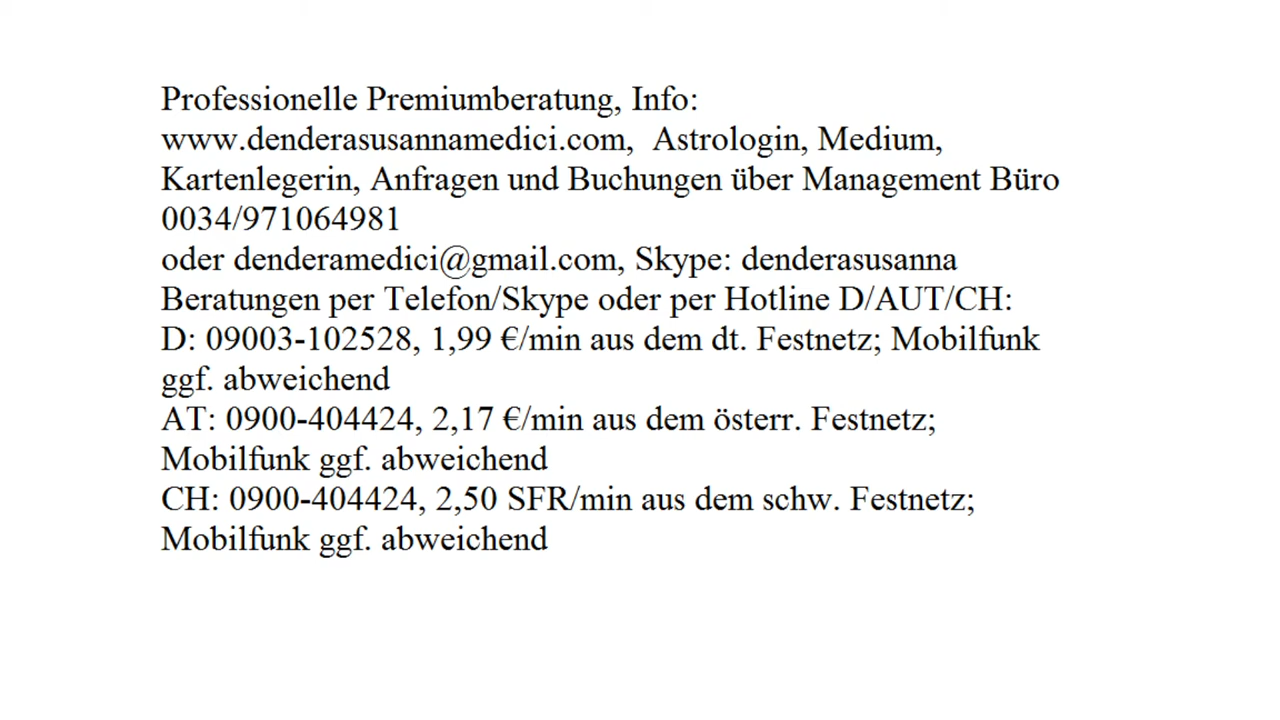 Professionelle Premiumberatung, Info:
www.denderasusannamedici.com,  Astrologin, Medium,
Kartenlegerin, Anfragen und Buchungen über Management Büro
0034/971064981
oder denderamedici@gmail.com, Skype: denderasusanna
Beratungen per Telefon/Skype oder per Hotline D/AUT/CH:
D: 09003-102528, 1,99 €/min aus dem dt. Festnetz; Mobilfunk
ggf. abweichend
AT: 0900-404424, 2,17 €/min aus dem österr. Festnetz;
Mobilfunk ggf. abweichend
CH: 0900-404424, 2,50 SFR/min aus dem schw. Festnetz;
Mobilfunk ggf. abweichend